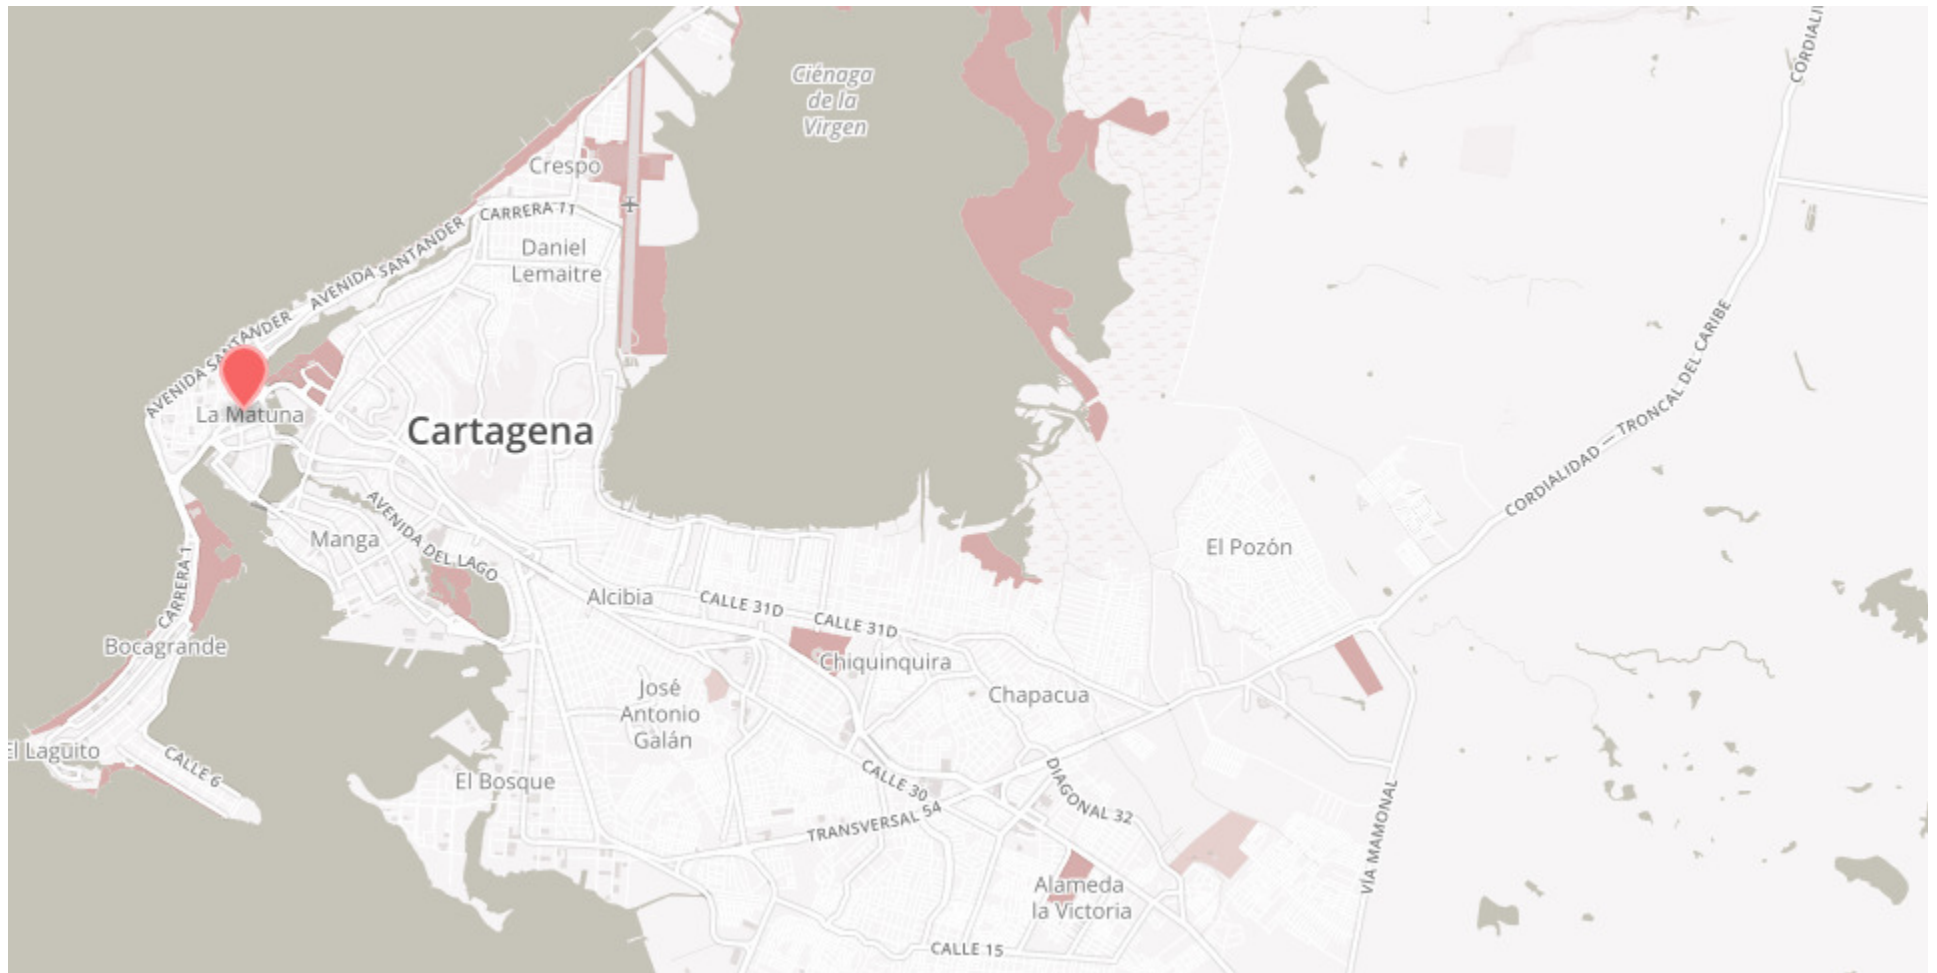 CORDIALI
Ciénaga
de la
Virgen
Crespo
CARRERA 11
Daniel
Lemaitre
AVENIDA SANTANDER
AVENIDA SANTANDER
La Matuna
Cartagena
CORDIALIDAD — TRONCAL DEL CARIBE
AVENIDA DEL LAGO
Manga
El Pozón
CARRERA 1
Alcibia
CALLE 31D
CALLE 31D
Bocagrande
Chiquinquira
José
Antonio
Galán
Chapacua
El Laguito
CALLE 6
El Bosque
CALLE 30
DIAGONAL 32
TRANSVERSAL 54
VÍA MAMONAL
Alameda
la Victoria
CALLE 15